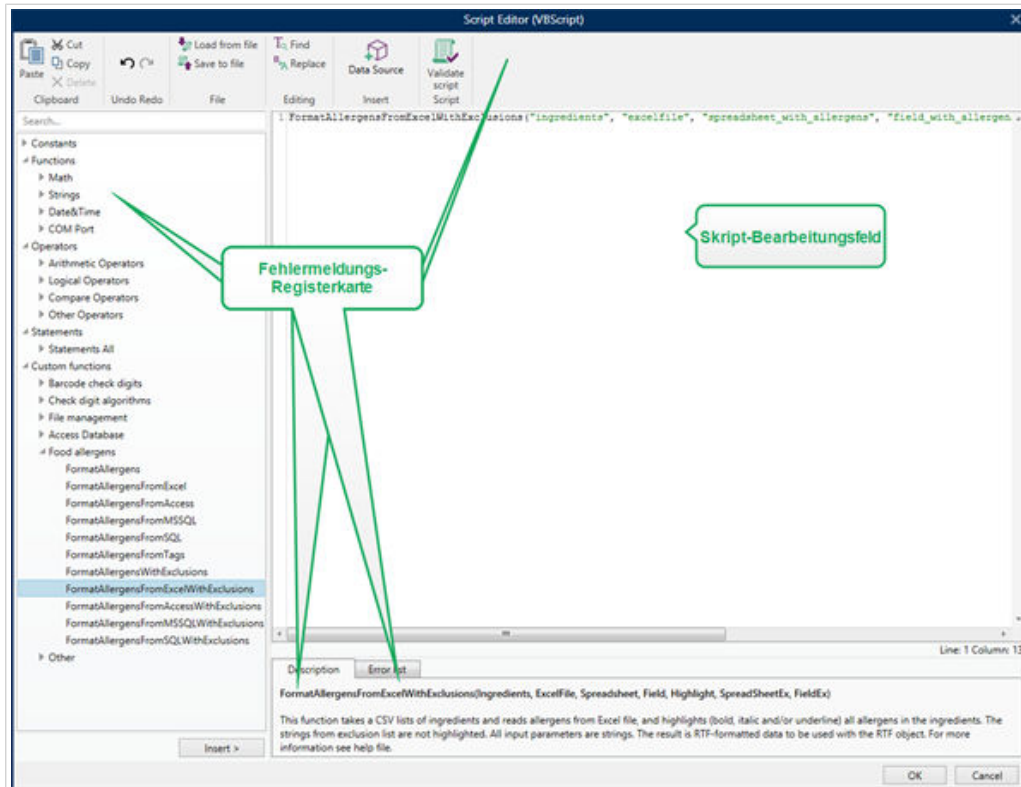 Script Editor (VBScript)
Paste
Cut
Copy
Delete
Clipboard
Undo Redo
Load from file
Save to file
File
Find
Replace
Editing
Data Source
Insert
Validate script
Script
Search...
Constants
Functions
Math
Strings
Date&Time
COM Port
Operators
Arithmetic Operators
Logical Operators
Compare Operators
Other Operators
Statements
Statements All
Custom functions
Barcode check digits
Check digit algorithms
File management
Access Database
Food allergens
FormatAllergens
FormatAllergensFromExcel
FormatAllergensFromAccess
FormatAllergensFromMSSQL
FormatAllergensFromSQL
FormatAllergensFromTags
FormatAllergensWithExclusions
FormatAllergensFromExcelWithExclusions
FormatAllergensFromAccessWithExclusions
FormatAllergensFromMSSQLWithExclusions
FormatAllergensFromSQLWithExclusions
Other
Insert >
1 FormatAllergensFromExcelWithExclusions("ingredients", "excelfile", "spreadsheet_with_allergens", "field_with_allergen
Fehlermeldungs-
Registerkarte
Skript-Bearbeitungsfeld
Line: 1 Column: 13
Description
Error list
FormatAllergensFromExcelWithExclusions(Ingredients, ExcelFile, Spreadsheet, Field, Highlight, SpreadSheetEx, FieldEx)
This function takes a CSV lists of ingredients and reads allergens from Excel file, and highlights (bold, italic and/or underline) all allergens in the ingredients. The
strings from exclusion list are not highlighted. All input parameters are strings. The result is RTF-formatted data to be used with the RTF object. For more
information see help file.
OK
Cancel